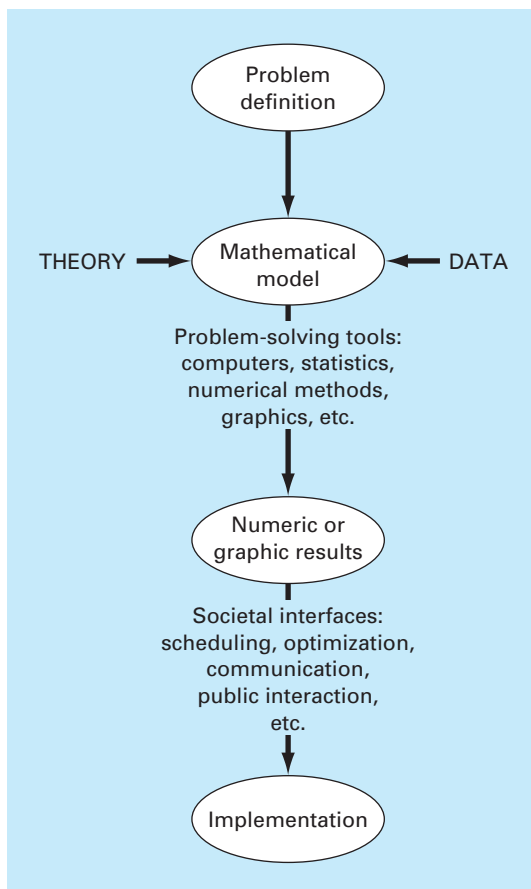 Problem
definition
THEORY
Mathematical
model
DATA
Problem-solving tools:
computers, statistics,
numerical methods,
graphics, etc.
Numeric or
graphic results
Societal interfaces:
scheduling, optimization,
communication,
public interaction,
etc.
Implementation